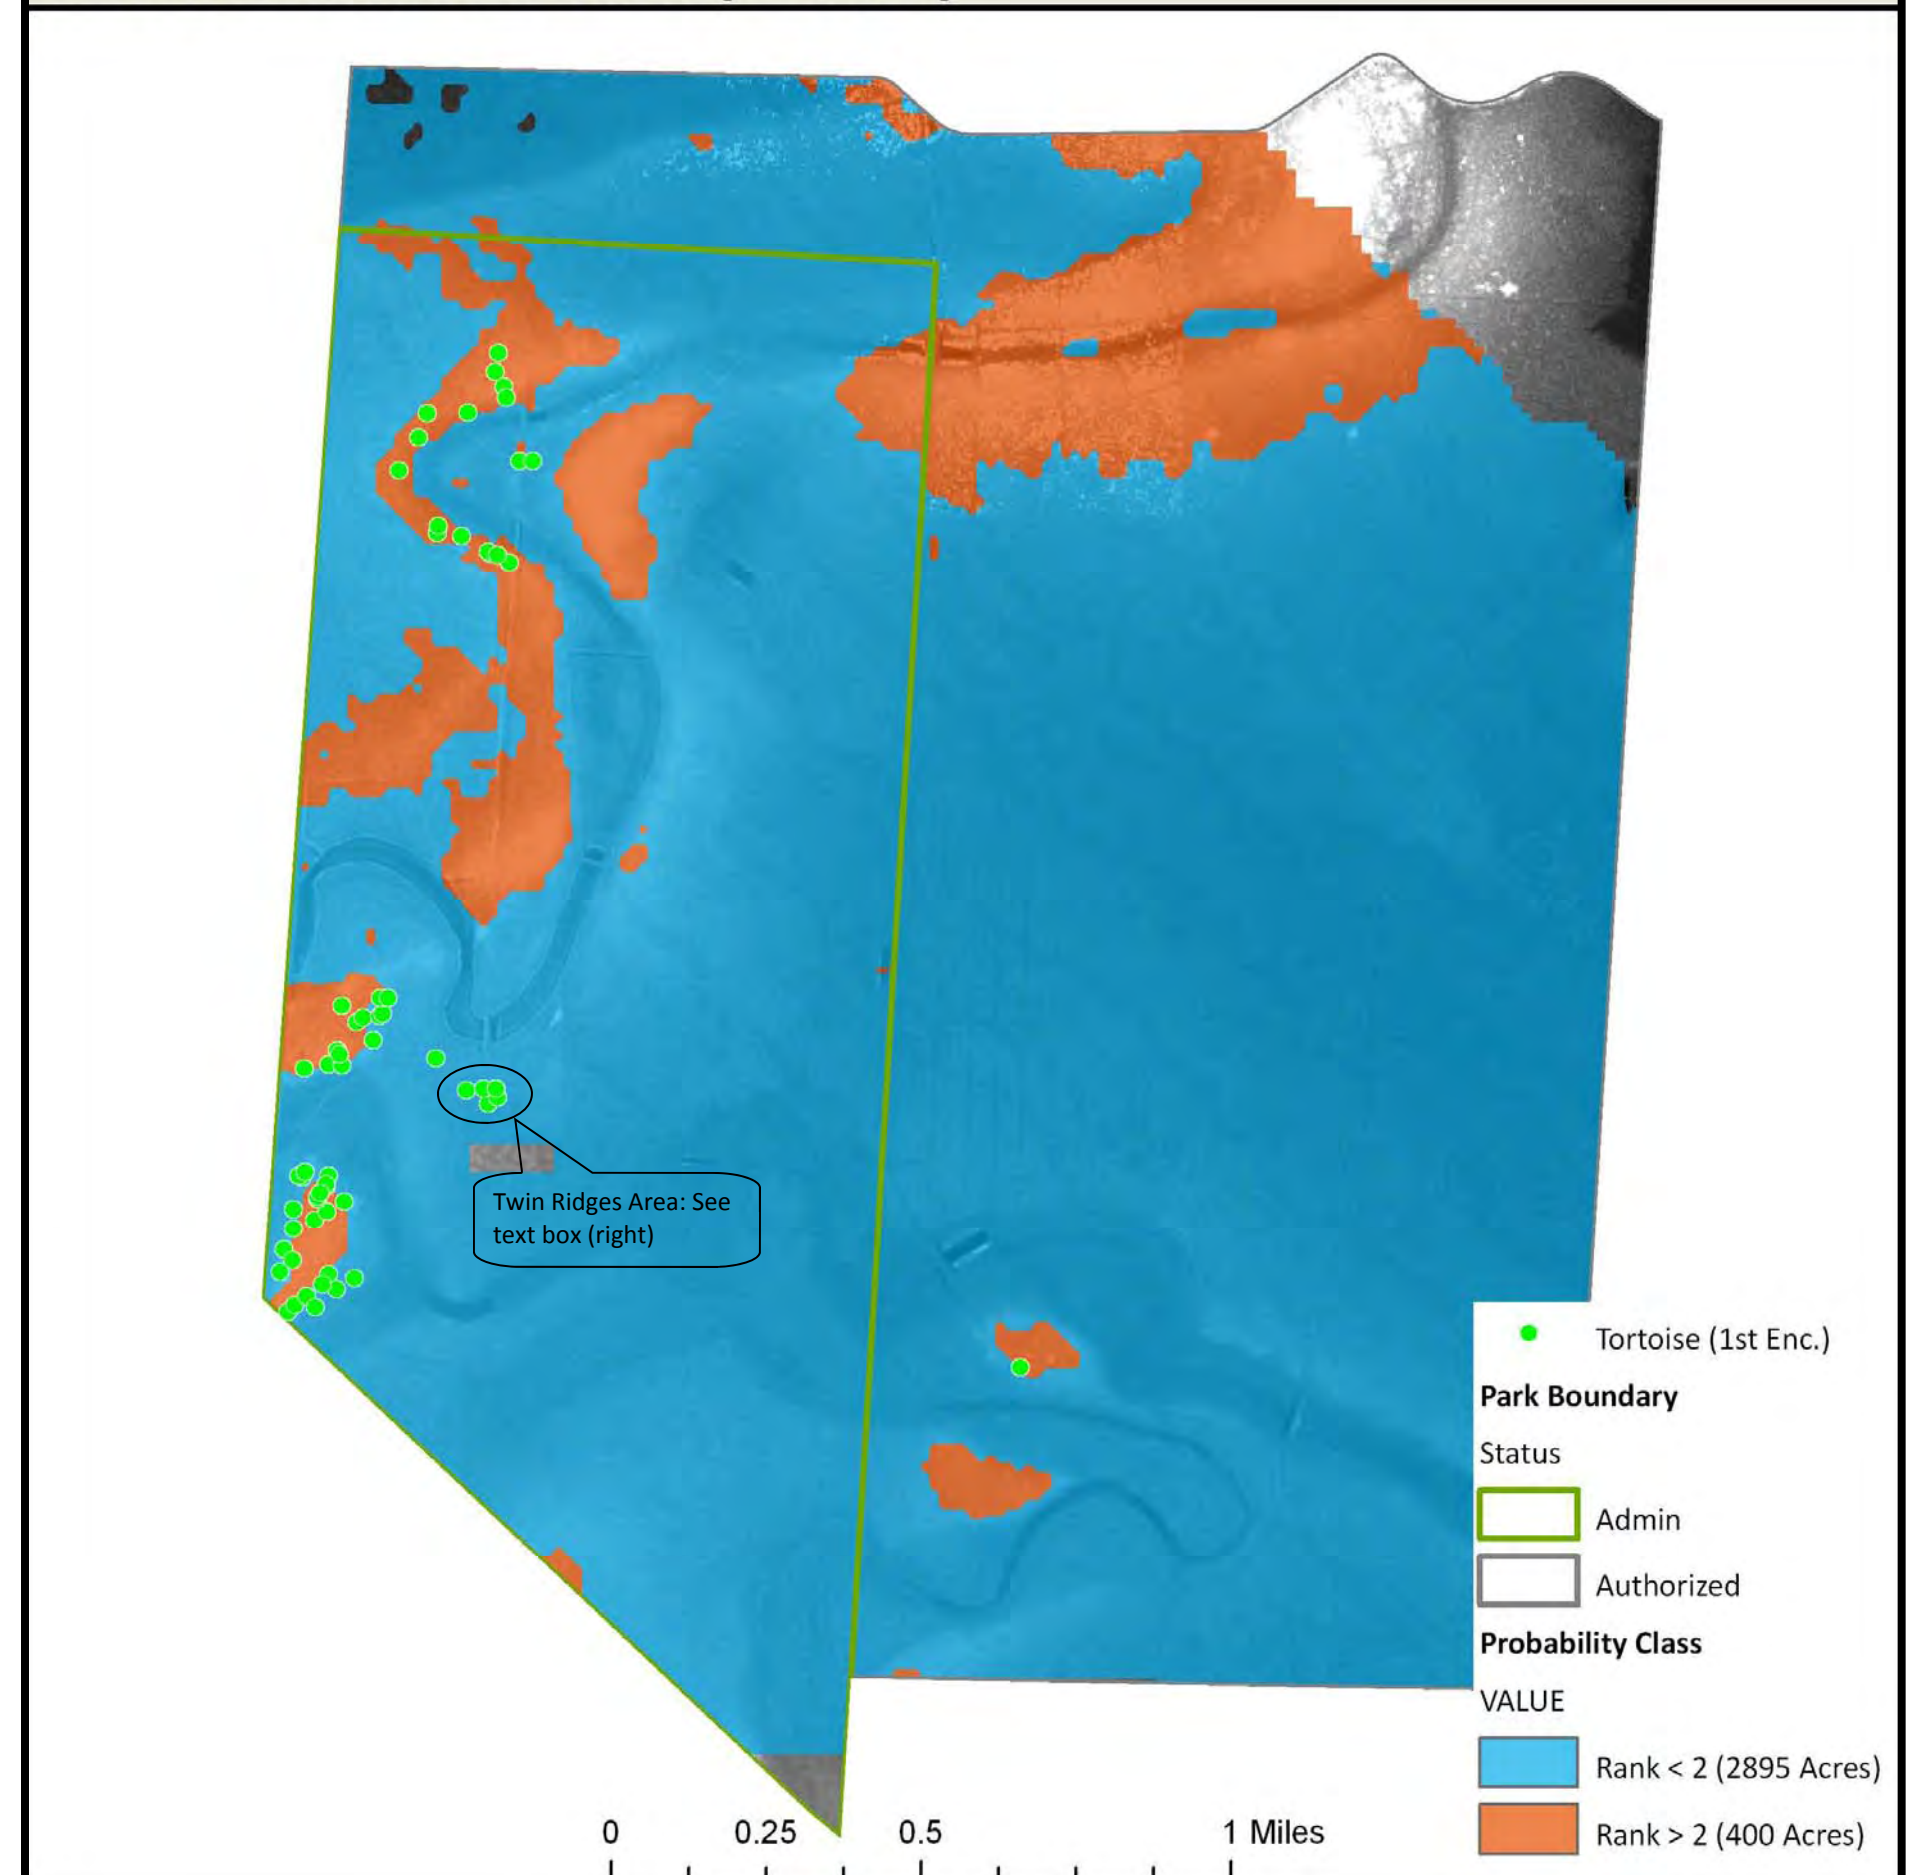 Twin Ridges Area: See
text box (right)
Tortoise (1st Enc.)
Park Boundary
Status
Admin
Authorized
Probability Class
VALUE
Rank < 2 (2895 Acres)
Rank > 2 (400 Acres)
0 0.25 0.5 1 Miles